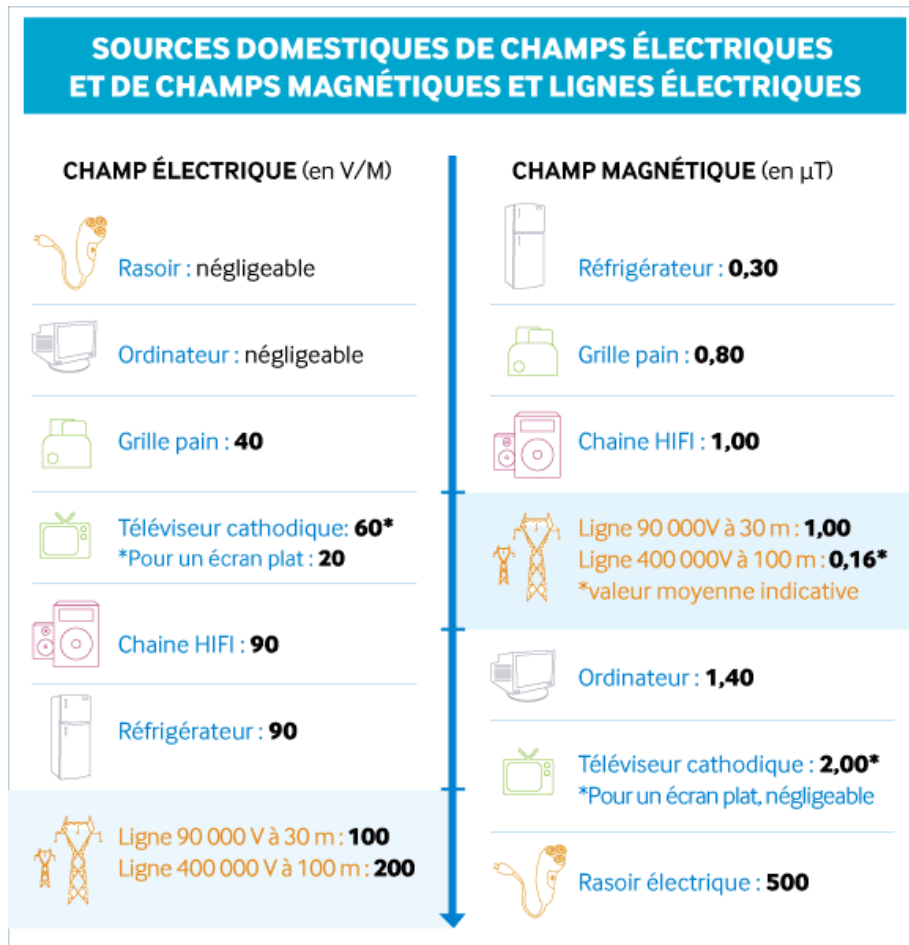 SOURCES DOMESTIQUES DE CHAMPS ÉLECTRIQUES
ET DE CHAMPS MAGNÉTIQUES ET LIGNES ÉLECTRIQUES
CHAMP ÉLECTRIQUE (en V/M)
Rasoir : négligeable
Ordinateur : négligeable
Grille pain : 40
Téléviseur cathodique: 60*
*Pour un écran plat : 20
Chaine HIFI : 90
Réfrigérateur : 90
Ligne 90 000 V à 30 m : 100
Ligne 400 000 V à 100 m : 200
CHAMP MAGNÉTIQUE (en µT)
Réfrigérateur : 0,30
Grille pain : 0,80
Chaine HIFI : 1,00
Ligne 90 000V à 30 m : 1,00
Ligne 400 000V à 100 m : 0,16*
*valeur moyenne indicative
Ordinateur : 1,40
Téléviseur cathodique : 2,00*
*Pour un écran plat, négligeable
Rasoir électrique : 500